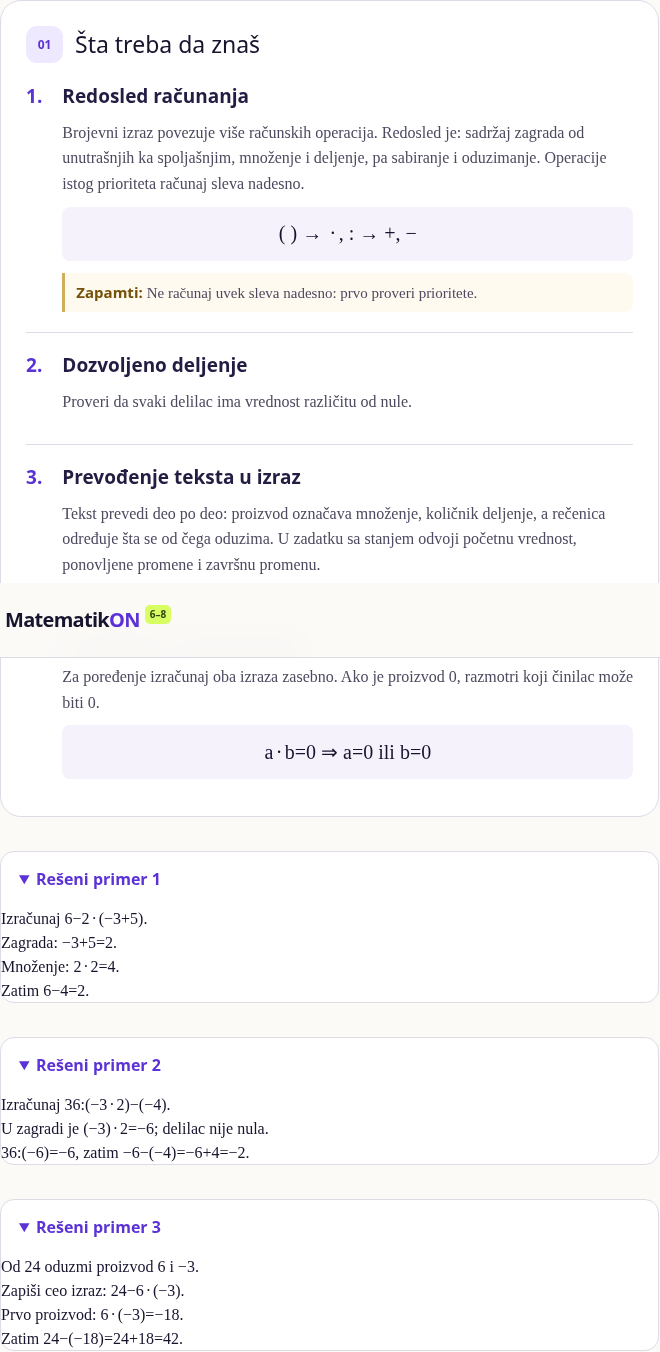 01 Šta treba da znaš
1. Redosled računanja
Brojevni izraz povezuje više računskih operacija. Redosled je: sadržaj zagrada od
unutrašnjih ka spoljašnjim, množenje i deljenje, pa sabiranje i oduzimanje. Operacije
istog prioriteta računaj sleva nadesno.
( ) → ·, : → +, −
Zapamti: Ne računaj uvek sleva nadesno: prvo proveri prioritete.
2. Dozvoljeno deljenje
Proveri da svaki delilac ima vrednost različitu od nule.
3. Prevođenje teksta u izraz
Tekst prevedi deo po deo: proizvod označava množenje, količnik deljenje, a rečenica
određuje šta se od čega oduzima. U zadatku sa stanjem odvoji početnu vrednost,
ponovljene promene i završnu promenu.
MatematikON 6–8
Za poređenje izračunaj oba izraza zasebno. Ako je proizvod 0, razmotri koji činilac može
biti 0.
a·b=0 ⇒ a=0 ili b=0
▼ Rešeni primer 1
Izračunaj 6−2·(−3+5).
Zagrada: −3+5=2.
Množenje: 2·2=4.
Zatim 6−4=2.
▼ Rešeni primer 2
Izračunaj 36:(−3·2)−(−4).
U zagradi je (−3)·2=−6; delilac nije nula.
36:(−6)=−6, zatim −6−(−4)=−6+4=−2.
▼ Rešeni primer 3
Od 24 oduzmi proizvod 6 i −3.
Zapiši ceo izraz: 24−6·(−3).
Prvo proizvod: 6·(−3)=−18.
Zatim 24−(−18)=24+18=42.